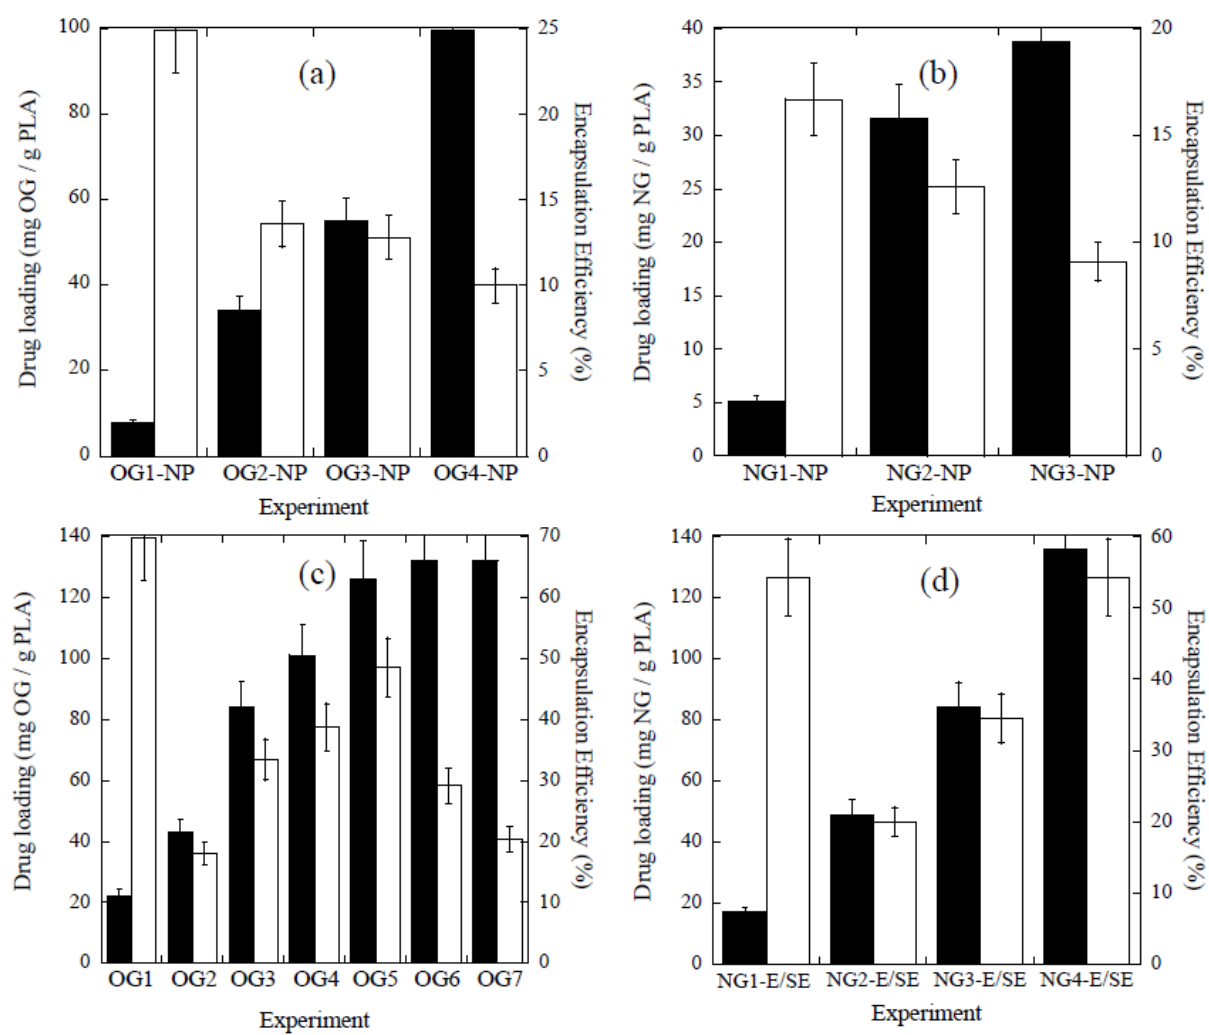 (a)
Drug loading (mg OG / g PLA)
100
80
60
40
20
0
25
20
15
10
5
0
Encapsulation Efficiency (%)
OG1-NP OG2-NP OG3-NP OG4-NP
Experiment
(b)
Drug loading (mg NG / g PLA)
40
35
30
25
20
15
10
5
0
20
15
10
5
0
Encapsulation Efficiency (%)
NG1-NP NG2-NP NG3-NP
Experiment
(c)
Drug loading (mg OG / g PLA)
140
120
100
80
60
40
20
0
70
60
50
40
30
20
10
0
Encapsulation Efficiency (%)
OG1 OG2 OG3 OG4 OG5 OG6 OG7
Experiment
(d)
Drug loading (mg NG / g PLA)
140
120
100
80
60
40
20
0
60
50
40
30
20
10
0
Encapsulation Efficiency (%)
NG1-E/SE NG2-E/SE NG3-E/SE NG4-E/SE
Experiment